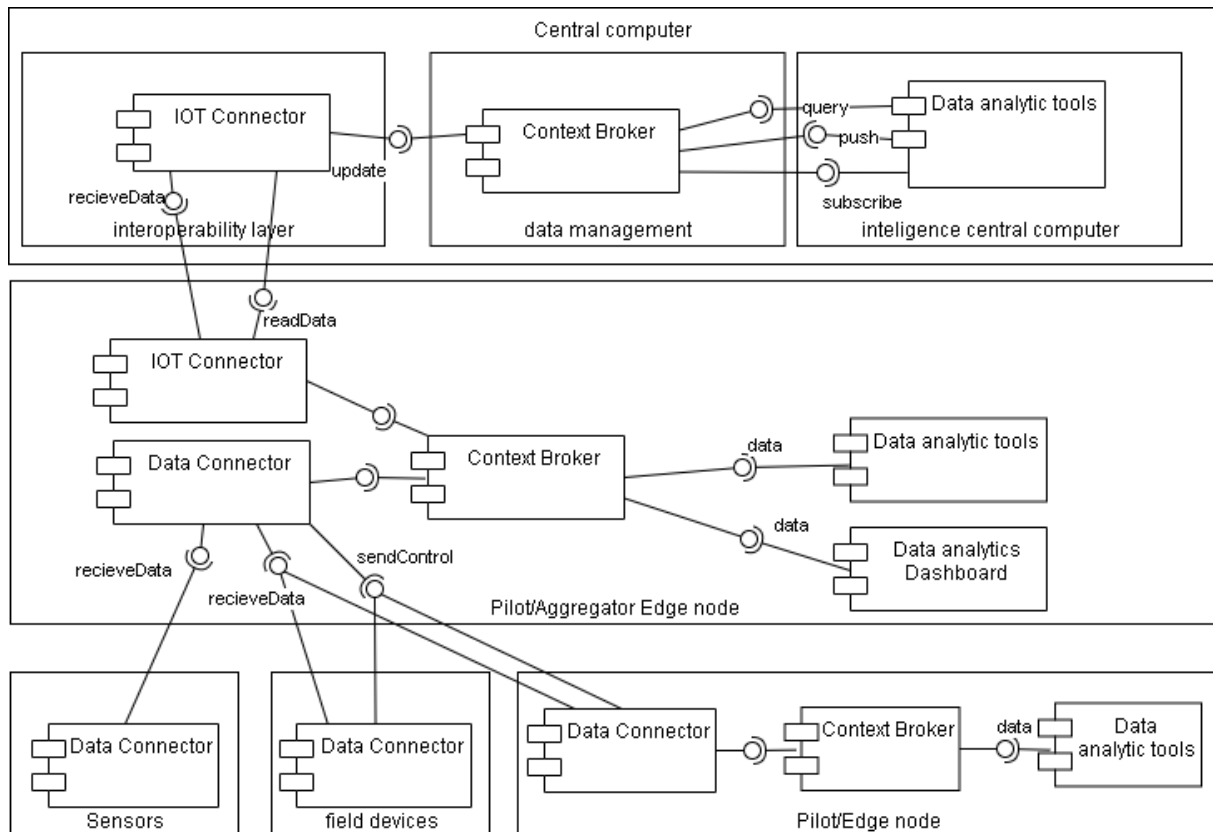 Central computer
IOT Connector
Context Broker
Data analytic tools
query
push
subscribe
update
recieveData
interoperability layer
data management
inteligence central computer
readData
IOT Connector
Data Connector
Context Broker
data
Data analytic tools
data
Data analytics
Dashboard
recieveData
sendControl
recieveData
Pilot/Aggregator Edge node
Data Connector
Sensors
Data Connector
field devices
Data Connector
Context Broker
data
Data
analytic tools
Pilot/Edge node